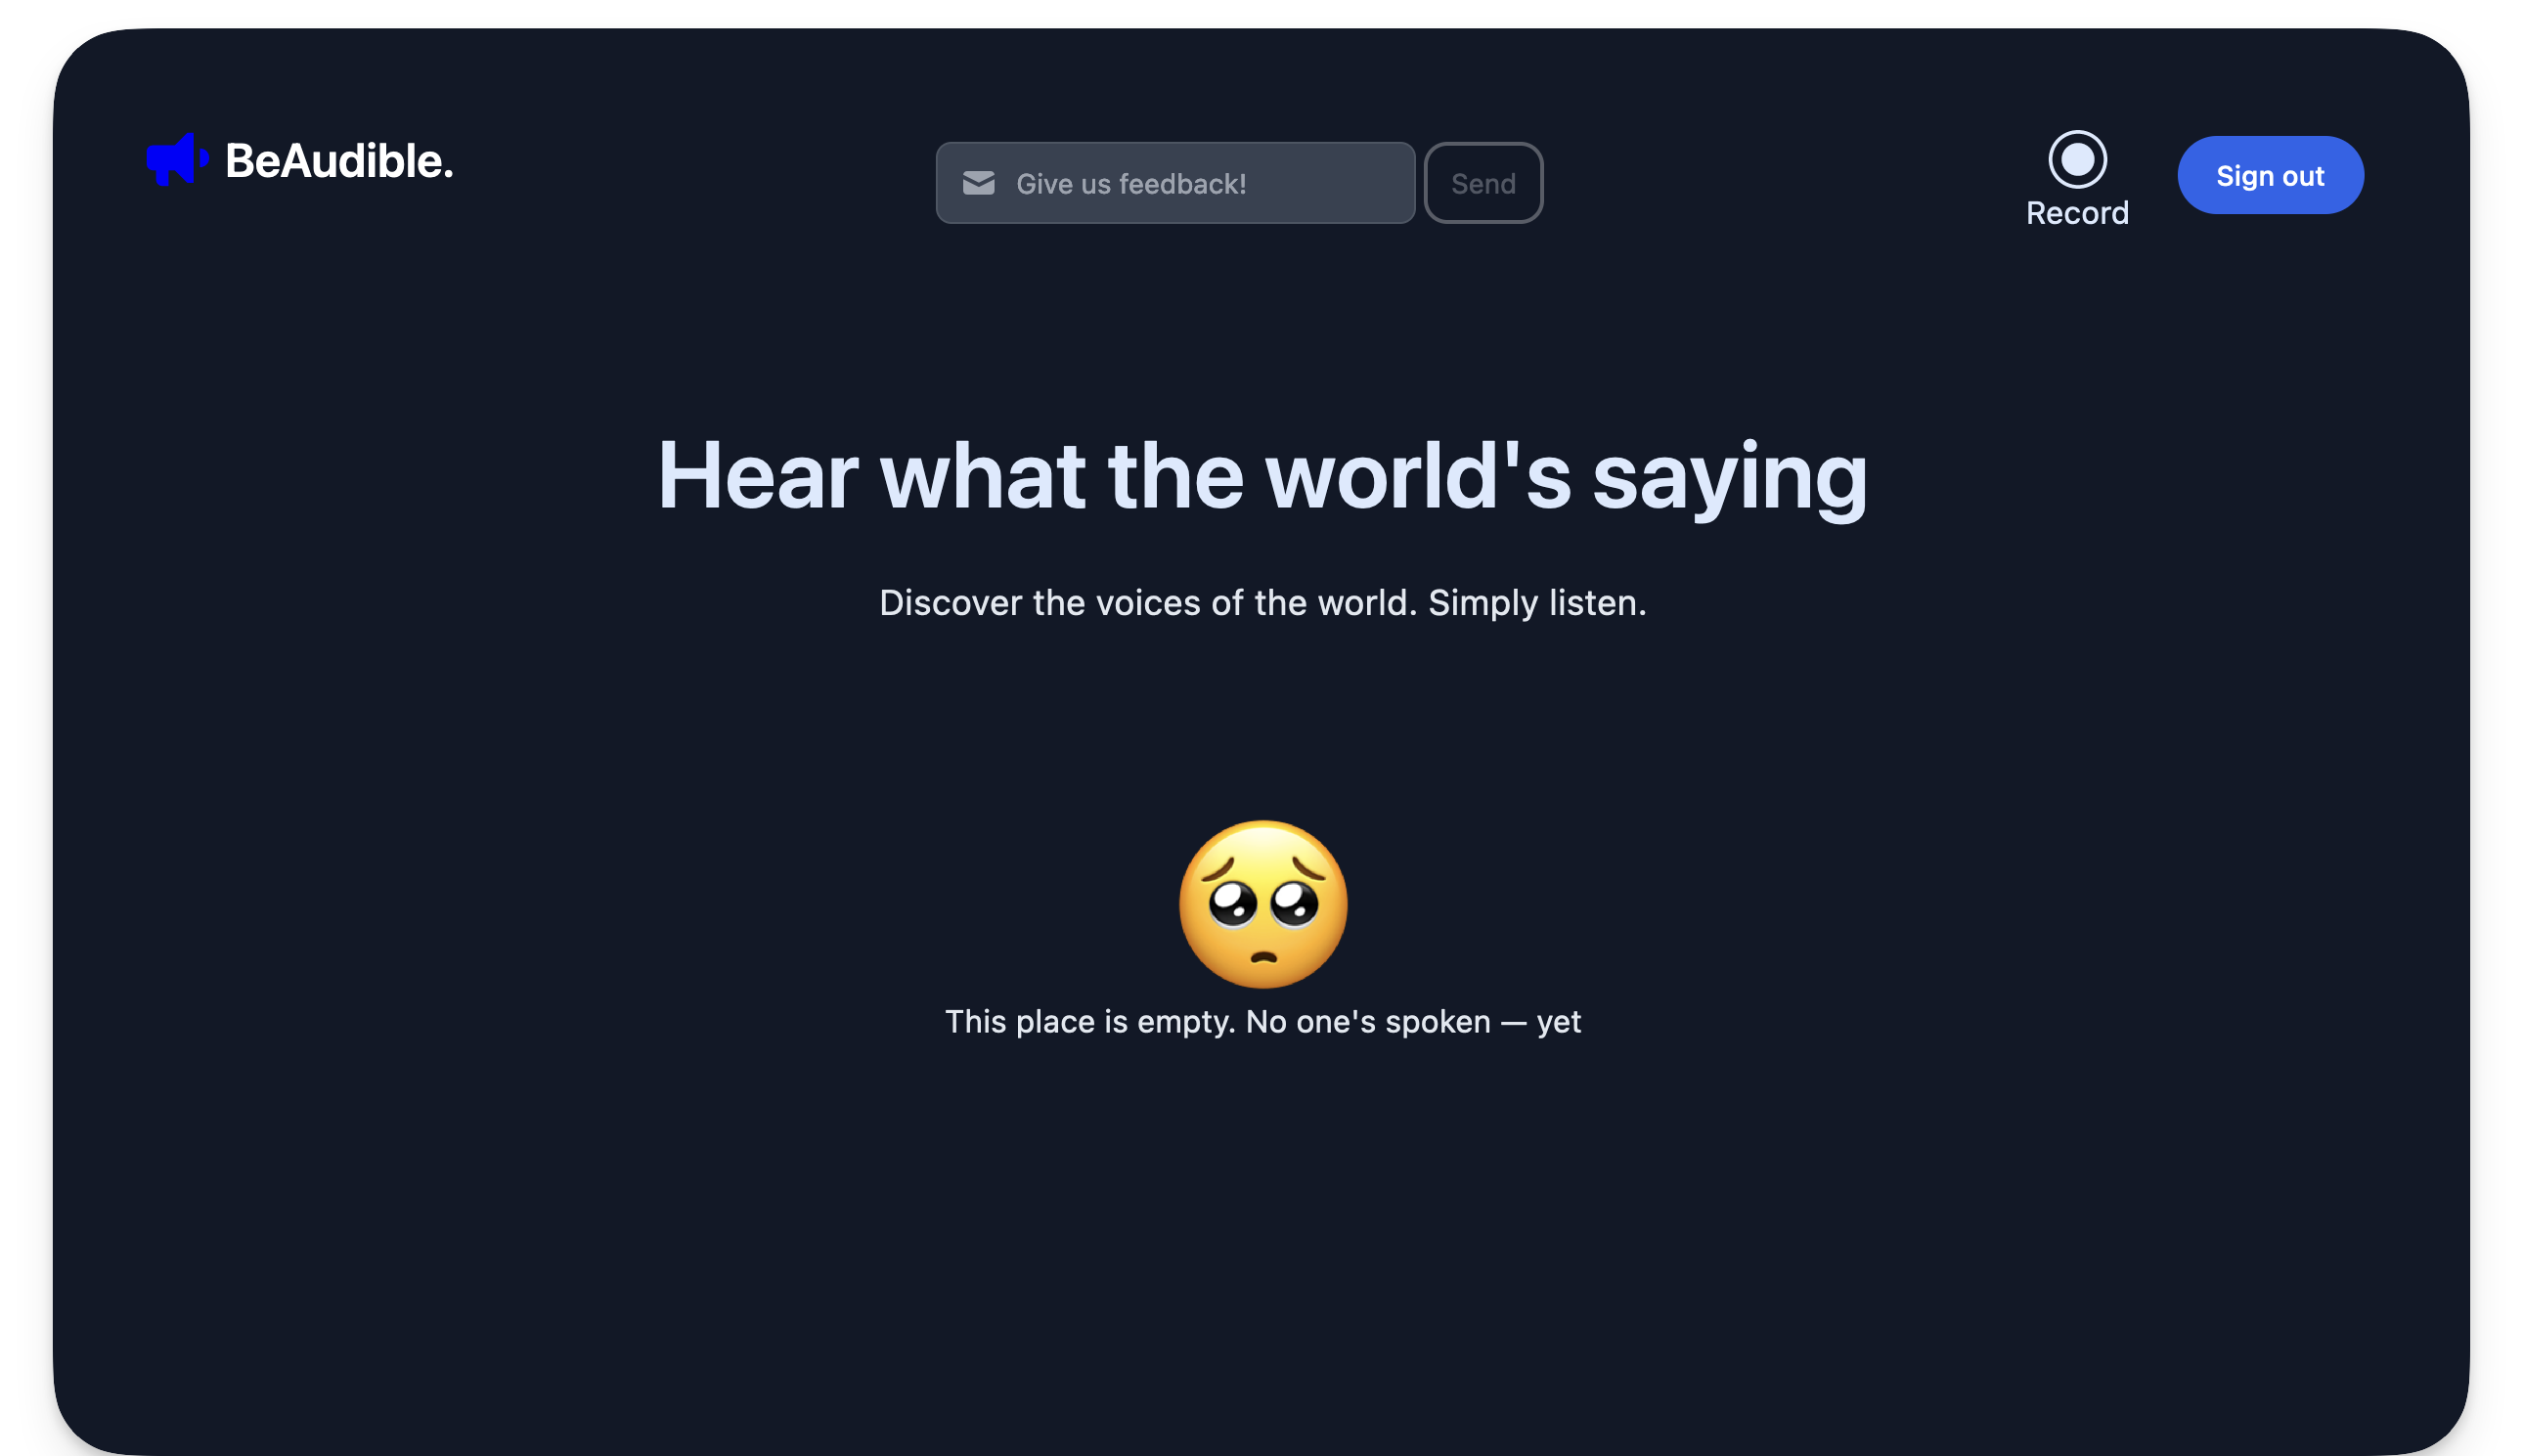 BeAudible.
Give us feedback!
Send
Record
Sign out
Hear what the world's saying
Discover the voices of the world. Simply listen.
This place is empty. No one's spoken — yet